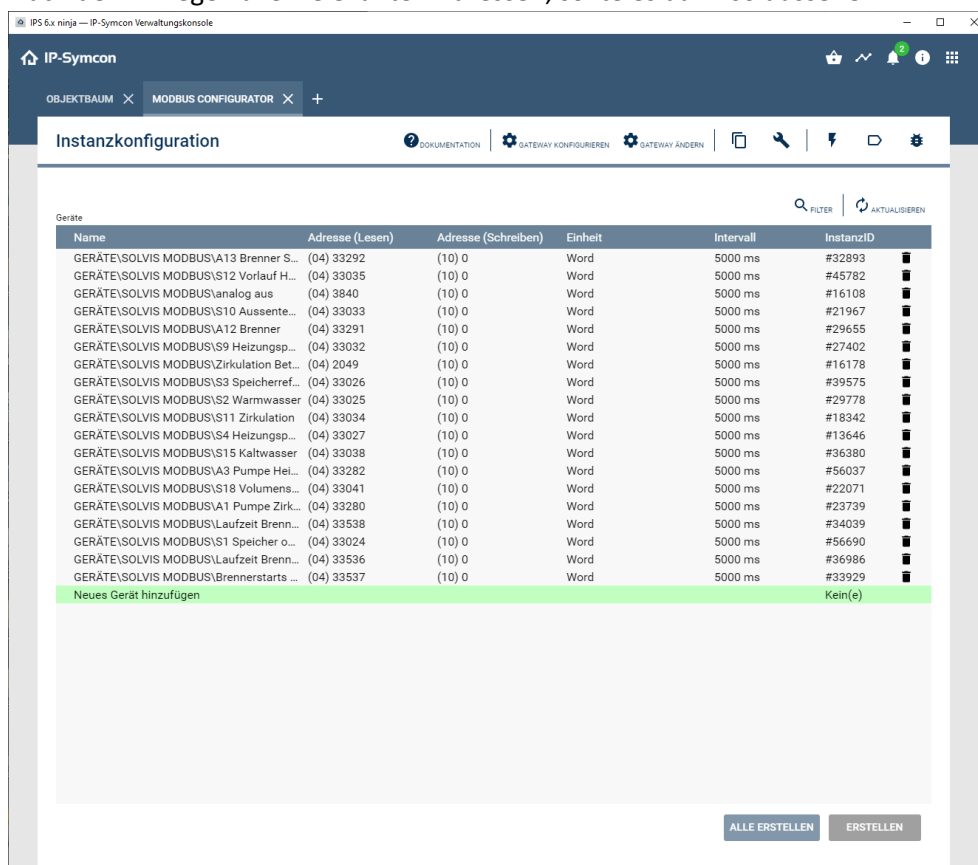 IPS 6.x ninja — IP-Symcon Verwaltungskonsole
IP-Symcon
2
OBJEKTBAUM MODBUS CONFIGURATOR
Instanzkonfiguration DOKUMENTATION GATEWAY KONFIGURIEREN GATEWAY ÄNDERN
FILTER AKTUALISIEREN
Geräte
Name Adresse (Lesen) Adresse (Schreiben) Einheit Intervall InstanzID
GERÄTE\SOLVIS MODBUS\A13 Brenner S... (04) 33292 (10) 0 Word 5000 ms #32893
GERÄTE\SOLVIS MODBUS\S12 Vorlauf H... (04) 33035 (10) 0 Word 5000 ms #45782
GERÄTE\SOLVIS MODBUS\analog aus (04) 3840 (10) 0 Word 5000 ms #16108
GERÄTE\SOLVIS MODBUS\S10 Aussente... (04) 33033 (10) 0 Word 5000 ms #21967
GERÄTE\SOLVIS MODBUS\A12 Brenner (04) 33291 (10) 0 Word 5000 ms #29655
GERÄTE\SOLVIS MODBUS\S9 Heizungsp... (04) 33032 (10) 0 Word 5000 ms #27402
GERÄTE\SOLVIS MODBUS\Zirkulation Bet... (04) 2049 (10) 0 Word 5000 ms #16178
GERÄTE\SOLVIS MODBUS\S3 Speicherref... (04) 33026 (10) 0 Word 5000 ms #39575
GERÄTE\SOLVIS MODBUS\S2 Warmwasser (04) 33025 (10) 0 Word 5000 ms #29778
GERÄTE\SOLVIS MODBUS\S11 Zirkulation (04) 33034 (10) 0 Word 5000 ms #18342
GERÄTE\SOLVIS MODBUS\S4 Heizungsp... (04) 33027 (10) 0 Word 5000 ms #13646
GERÄTE\SOLVIS MODBUS\S15 Kaltwasser (04) 33038 (10) 0 Word 5000 ms #36380
GERÄTE\SOLVIS MODBUS\A3 Pumpe Hei... (04) 33282 (10) 0 Word 5000 ms #56037
GERÄTE\SOLVIS MODBUS\S18 Volumens... (04) 33041 (10) 0 Word 5000 ms #22071
GERÄTE\SOLVIS MODBUS\A1 Pumpe Zirk... (04) 33280 (10) 0 Word 5000 ms #23739
GERÄTE\SOLVIS MODBUS\Laufzeit Brenn... (04) 33538 (10) 0 Word 5000 ms #34039
GERÄTE\SOLVIS MODBUS\S1 Speicher o... (04) 33024 (10) 0 Word 5000 ms #56690
GERÄTE\SOLVIS MODBUS\Laufzeit Brenn... (04) 33536 (10) 0 Word 5000 ms #36986
GERÄTE\SOLVIS MODBUS\Brennerstarts ... (04) 33537 (10) 0 Word 5000 ms #33929
Neues Gerät hinzufügen Kein(e)
ALLE ERSTELLEN ERSTELLEN